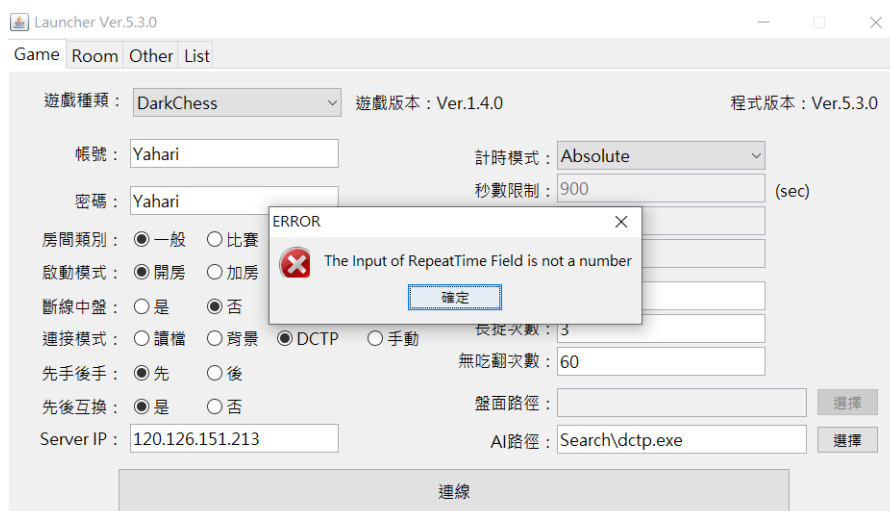 Launcher Ver.5.3.0
Game Room Other List
遊戲種類： DarkChess 遊戲版本：Ver.1.4.0 程式版本：Ver.5.3.0
帳號： Yahari 計時模式： Absolute
密碼： Yahari 秒數限制： 900 (sec)
ERROR
房間類別： 一般 比賽
The Input of RepeatTime Field is not a number
啟動模式： 開房 加房
確定
斷線中盤： 是 否
連接模式： 讀檔 背景 DCTP 手動 長捉次數： 3
先手後手： 先 後 無吃翻次數： 60
先後互換： 是 否 盤面路徑： 選擇
Server IP： 120.126.151.213 AI路徑： Search\dctp.exe 選擇
連線